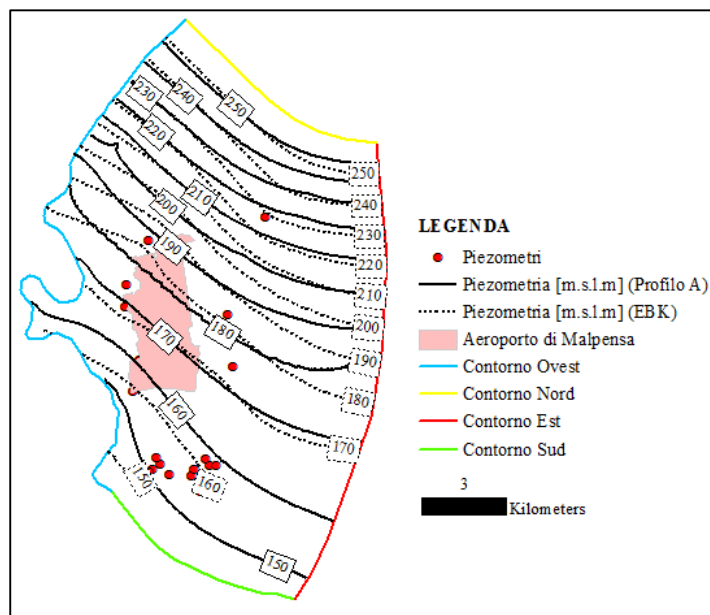 250
240
230
220
210
200
190
180
170
160
150
250
240
230
220
210
200
190
180
170
160
150
LEGENDA
Piezometri
Piezometria [m.s.l.m] (Profilo A)
Piezometria [m.s.l.m] (EBK)
Aeroporto di Malpensa
Contorno Ovest
Contorno Nord
Contorno Est
Contorno Sud
3
Kilometers